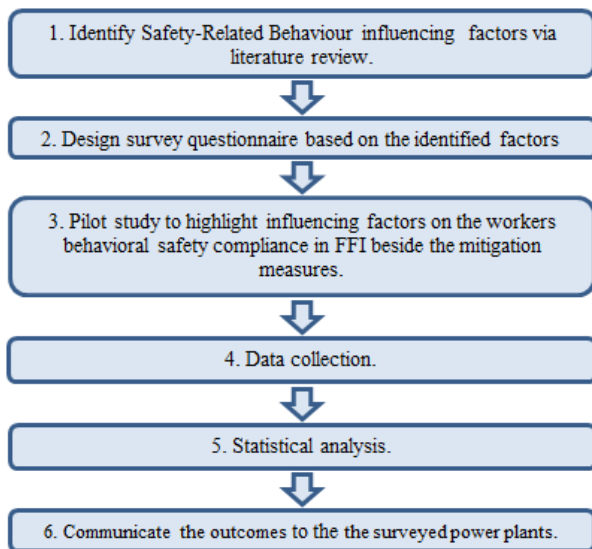 1. Identify Safety-Related Behaviour influencing factors via
literature review.
2. Design survey questionnaire based on the identified factors
3. Pilot study to highlight influencing factors on the workers
behavioral safety compliance in FFI beside the mitigation
measures.
4. Data collection.
5. Statistical analysis.
6. Communicate the outcomes to the the surveyed power plants.